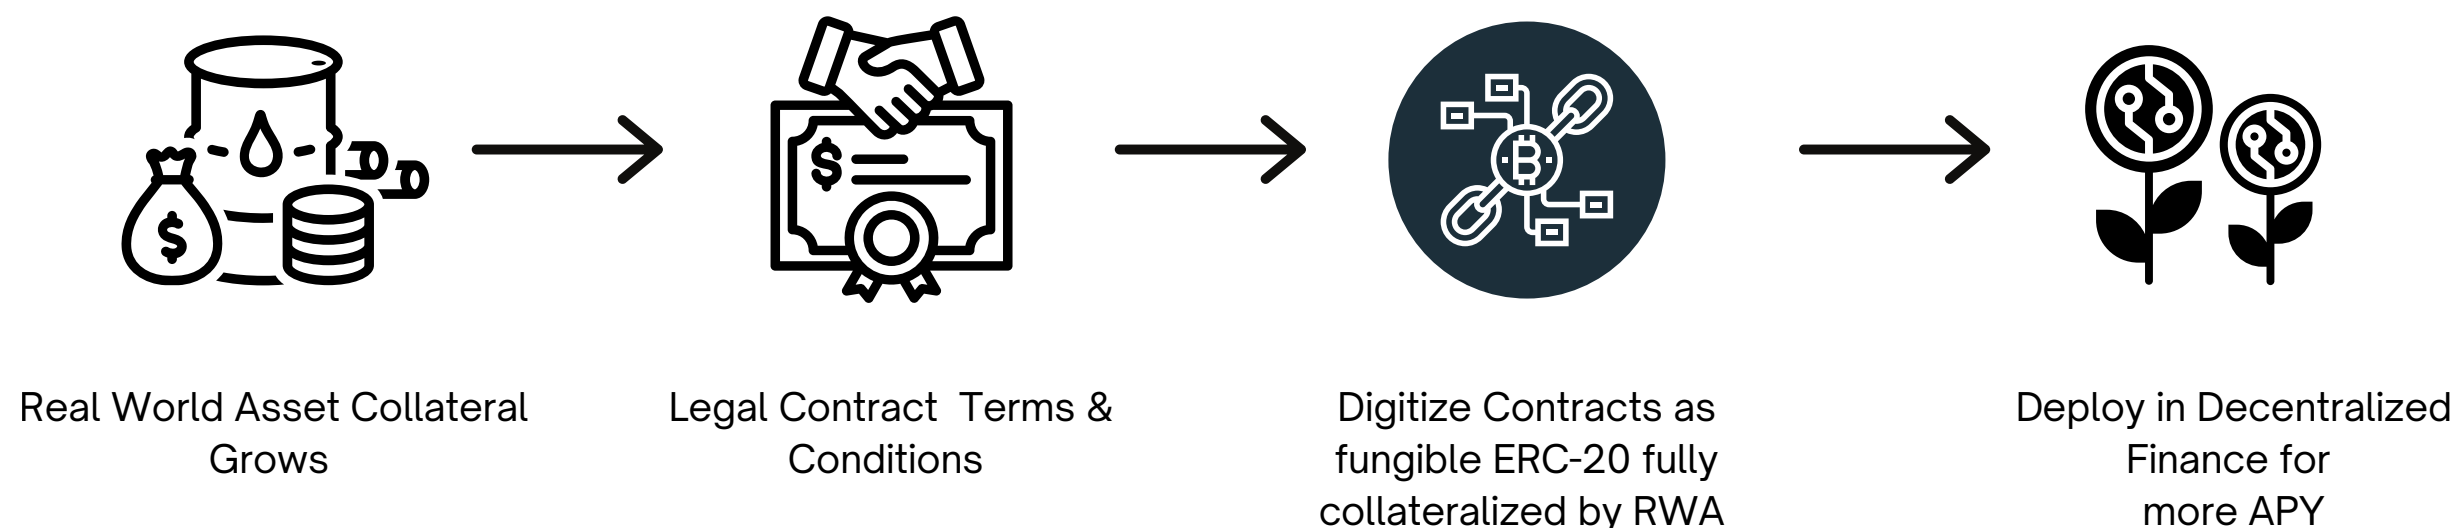 Real World Asset Collateral
Grows
Legal Contract  Terms &
Conditions
Digitize Contracts as
fungible ERC-20 fully
collateralized by RWA
Deploy in Decentralized
Finance for
more APY